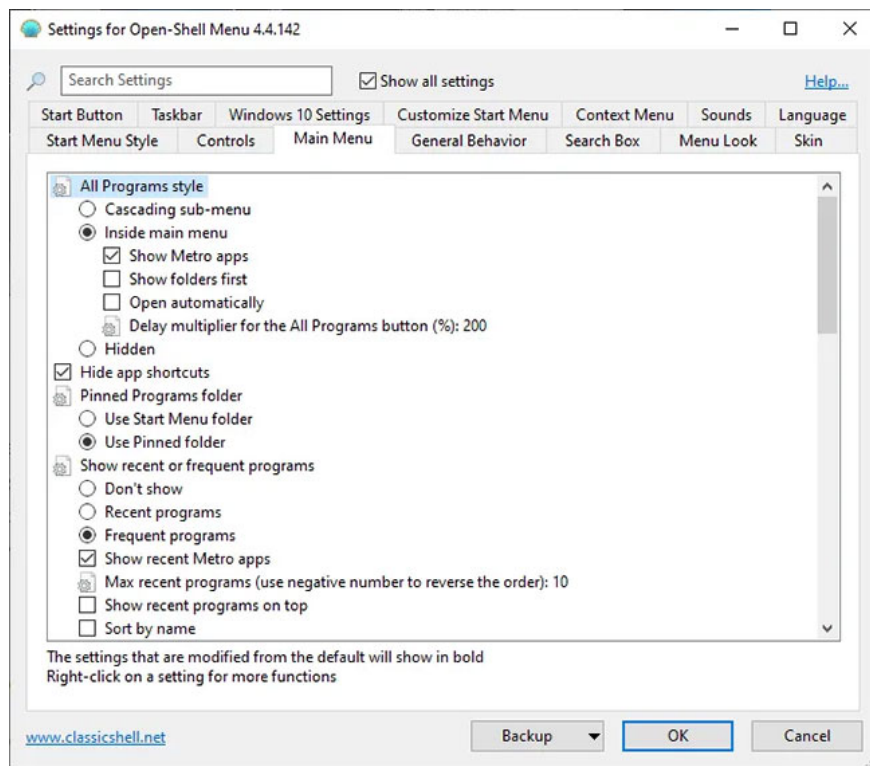 Settings for Open-Shell Menu 4.4.142
Search Settings
Show all settings
Help...
Start Button Taskbar Windows 10 Settings Customize Start Menu Context Menu Sounds Language
Start Menu Style Controls Main Menu General Behavior Search Box Menu Look Skin
All Programs style
Cascading sub-menu
Inside main menu
Show Metro apps
Show folders first
Open automatically
Delay multiplier for the All Programs button (%): 200
Hidden
Hide app shortcuts
Pinned Programs folder
Use Start Menu folder
Use Pinned folder
Show recent or frequent programs
Don't show
Recent programs
Frequent programs
Show recent Metro apps
Max recent programs (use negative number to reverse the order): 10
Show recent programs on top
Sort by name
The settings that are modified from the default will show in bold
Right-click on a setting for more functions
www.classicshell.net
Backup OK Cancel